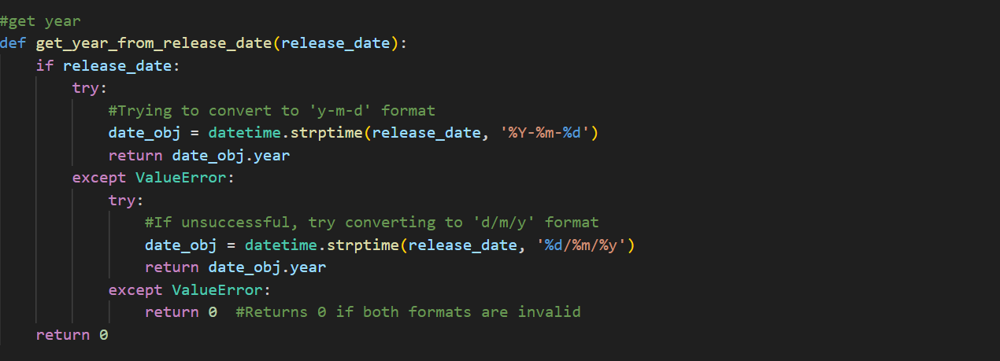 #get year
def get_year_from_release_date(release_date):
    if release_date:
        try:
            #Trying to convert to 'y-m-d' format
            date_obj = datetime.strptime(release_date, '%Y-%m-%d')
            return date_obj.year
        except ValueError:
            try:
                #If unsuccessful, try converting to 'd/m/y' format
                date_obj = datetime.strptime(release_date, '%d/%m/%y')
                return date_obj.year
            except ValueError:
                return 0  #Returns 0 if both formats are invalid
    return 0